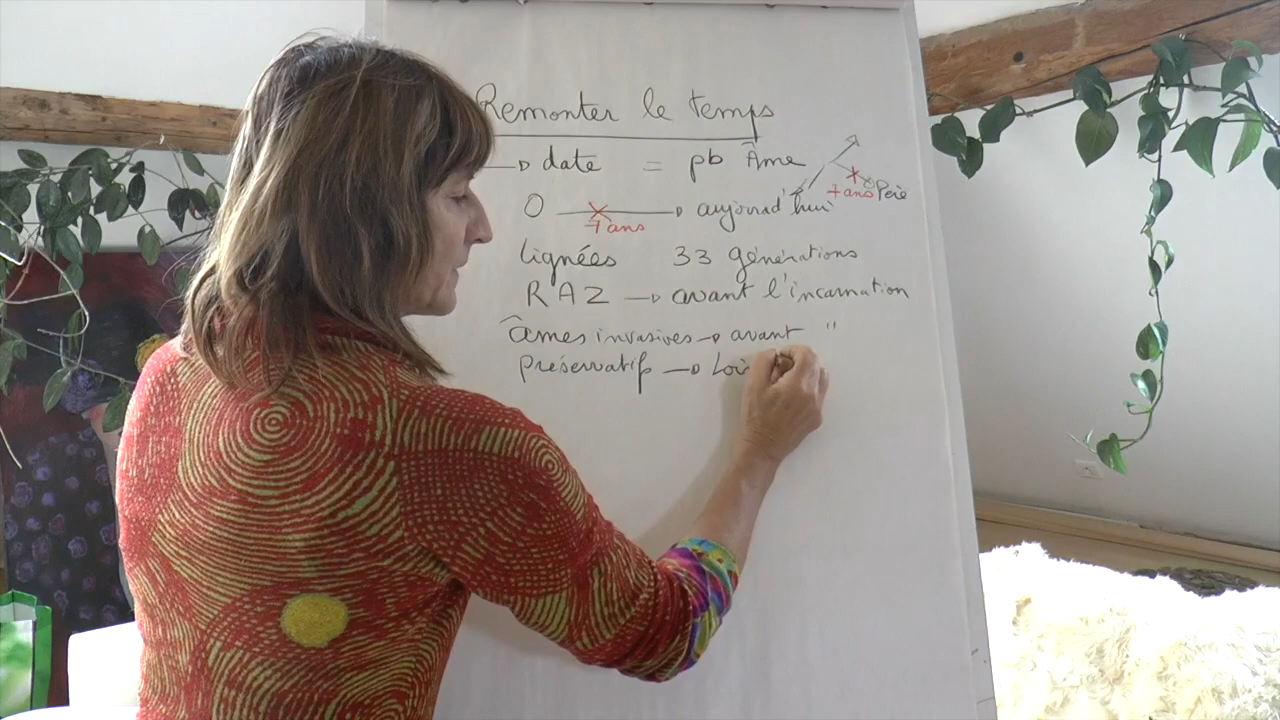 Remonter le temps
→ date = pb Âme
7 ans Père
0 → aujourd'hui
7 ans
lignées 33 générations
RAZ → avant l'incarnation
âmes invasives → avant "
préservatif → Loi